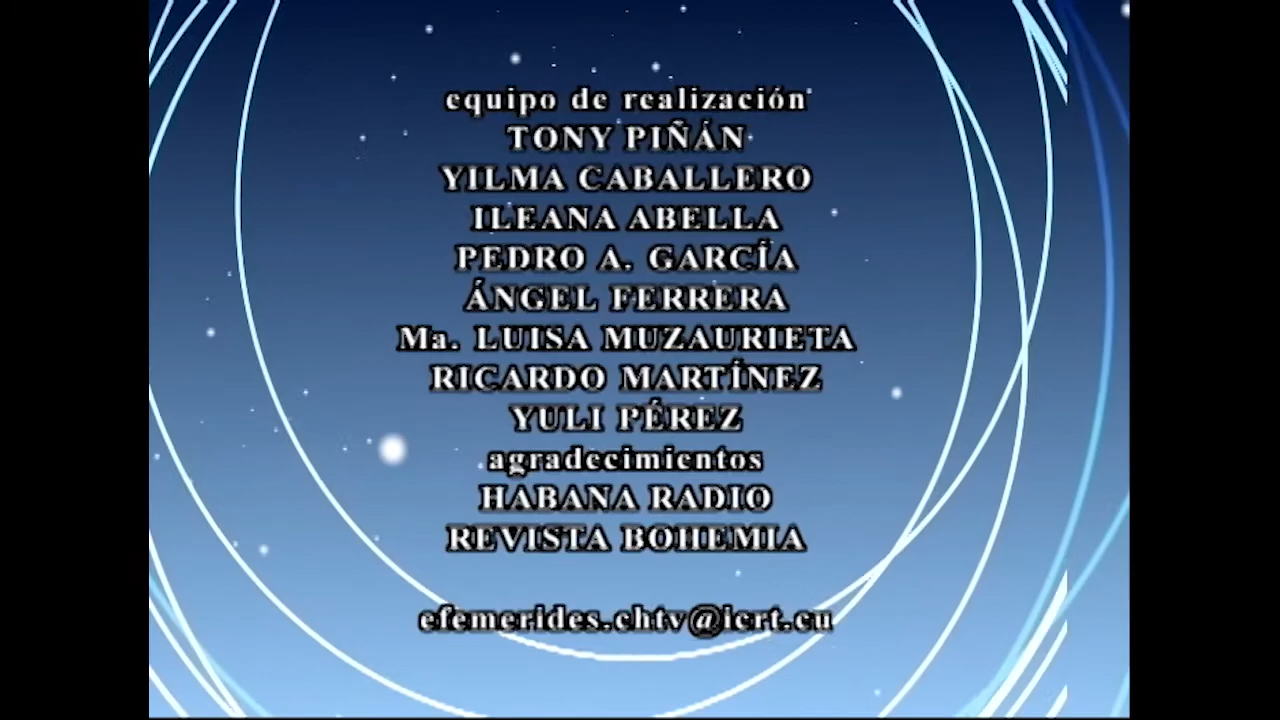 equipo de realización
TONY PIÑÁN
YILMA CABALLERO
ILEANA ABELLA
PEDRO A. GARCÍA
ÁNGEL FERRERA
Ma. LUISA MUZAURIETA
RICARDO MARTÍNEZ
YULI PÉREZ
agradecimientos
HABANA RADIO
REVISTA BOHEMIA
efemerides.chtv@icrt.cu